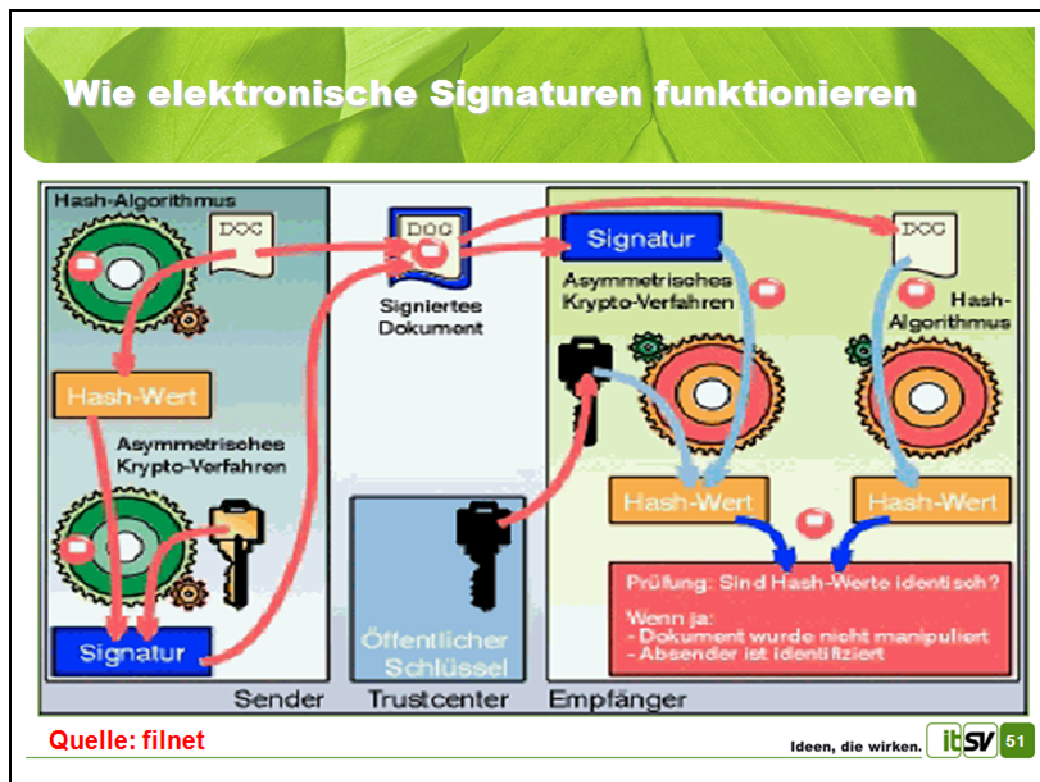 Wie elektronische Signaturen funktionieren
Hash-Algorithmus
DOC
Hash-Wert
Asymmetrisches
Krypto-Verfahren
Signatur
Sender
DOC
Signiertes
Dokument
Öffentlicher
Schlüssel
Trustcenter
Signatur
Asymmetrisches
Krypto-Verfahren
DOC
Hash-
Algorithmus
Hash-Wert
Hash-Wert
Prüfung: Sind Hash-Werte identisch?
Wenn ja:
- Dokument wurde nicht manipuliert
- Absender ist identifiziert
Empfänger
Quelle: filnet
Ideen, die wirken.
itSV
51